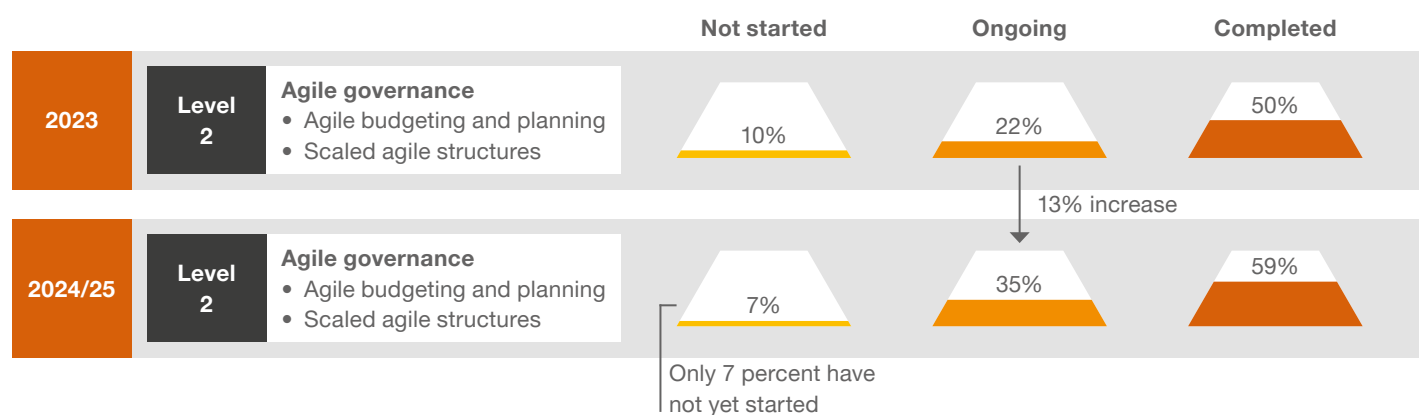 Not started Ongoing Completed
2023
Level
2
Agile governance
• Agile budgeting and planning
• Scaled agile structures
10%
22%
50%
13% increase
2024/25
Level
2
Agile governance
• Agile budgeting and planning
• Scaled agile structures
7%
35%
59%
Only 7 percent have
not yet started